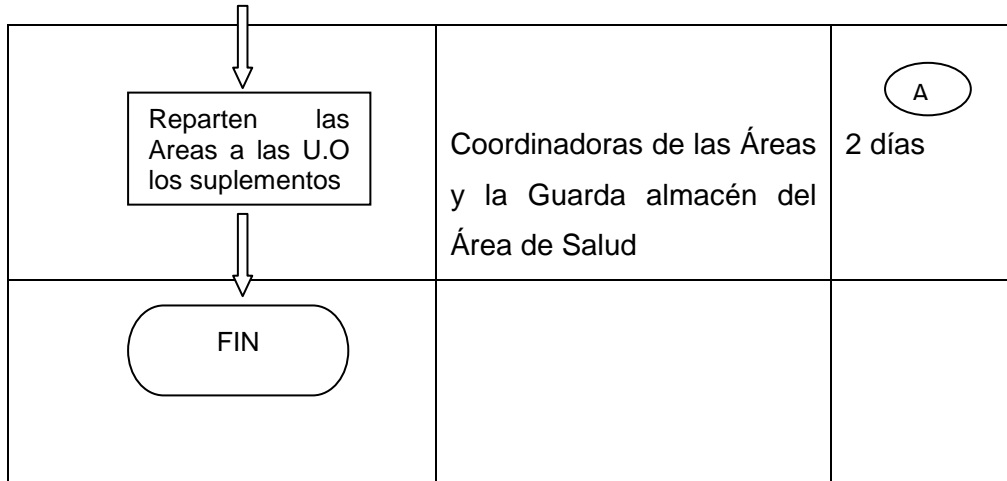 Reparten las
Areas a las U.O
los suplementos
Coordinadoras de las Áreas
y la Guarda almacén del
Área de Salud
A
2 días
FIN